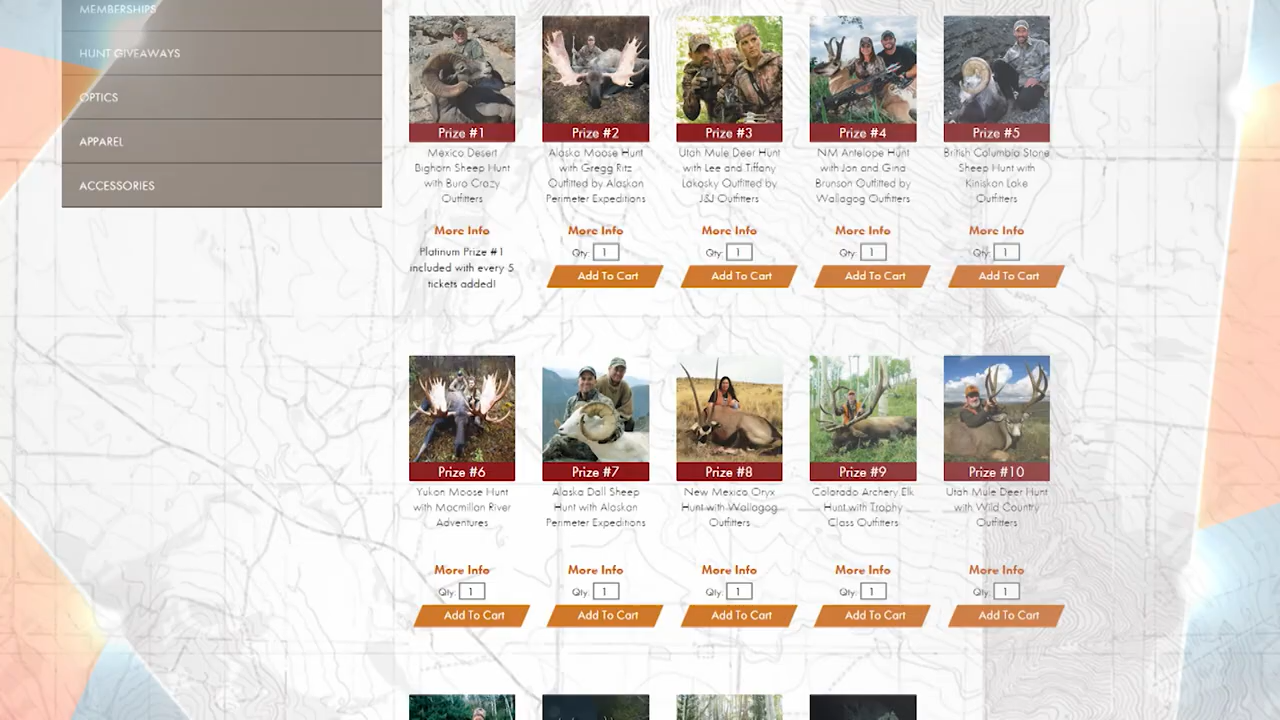 MEMBERSHIPS
HUNT GIVEAWAYS
OPTICS
APPAREL
ACCESSORIES
Prize #1
Mexico Desert
Bighorn Sheep Hunt
with Buro Crazy
Outfitters
More Info
Platinum Prize #1
included with every 5
tickets added!
Prize #2
Alaska Moose Hunt
with Gregg Ritz
Outfitted by Alaskan
Perimeter Expeditions
More Info
Qty: 1
Add To Cart
Prize #3
Utah Mule Deer Hunt
with Lee and Tiffany
Lakosky Outfitted by
J&J Outfitters
More Info
Qty: 1
Add To Cart
Prize #4
NM Antelope Hunt
with Jon and Gina
Brunson Outfitted by
Wallagog Outfitters
More Info
Qty: 1
Add To Cart
Prize #5
British Columbia Stone
Sheep Hunt with
Kiniskan Lake
Outfitters
More Info
Qty: 1
Add To Cart
Prize #6
Yukon Moose Hunt
with Macmillan River
Adventures
More Info
Qty: 1
Add To Cart
Prize #7
Alaska Dall Sheep
Hunt with Alaskan
Perimeter Expeditions
More Info
Qty: 1
Add To Cart
Prize #8
New Mexico Oryx
Hunt with Wallagog
Outfitters
More Info
Qty: 1
Add To Cart
Prize #9
Colorado Archery Elk
Hunt with Trophy
Class Outfitters
More Info
Qty: 1
Add To Cart
Prize #10
Utah Mule Deer Hunt
with Wild Country
Outfitters
More Info
Qty: 1
Add To Cart